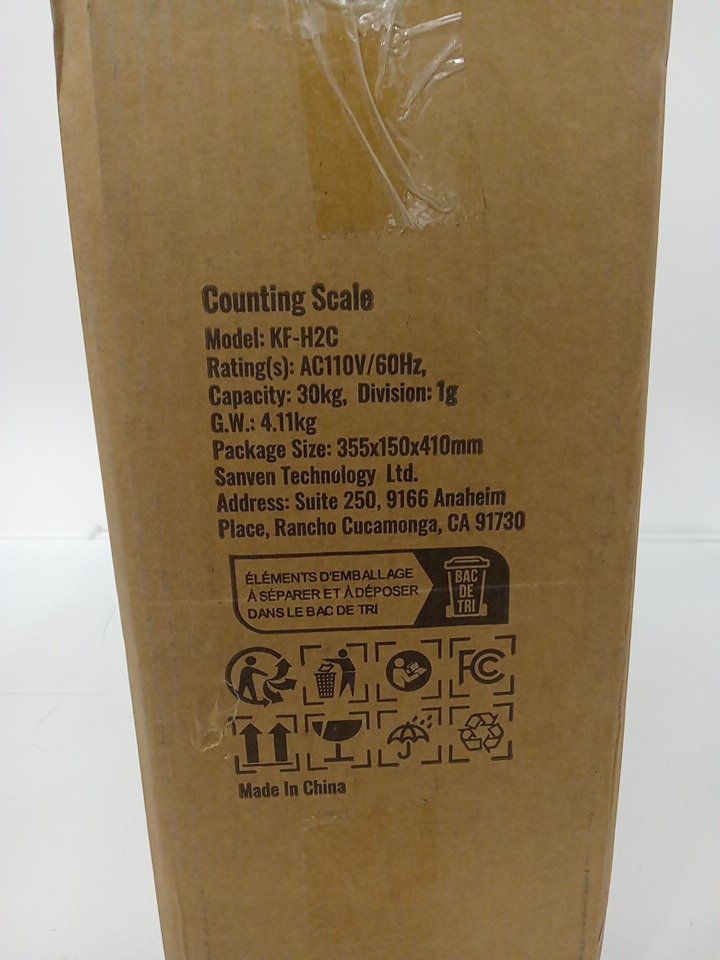 Counting Scale
Model: KF-H2C
Rating(s): AC110V/60Hz,
Capacity: 30kg, Division: 1g
G.W.: 4.11kg
Package Size: 355x150x410mm
Sanven Technology Ltd.
Address: Suite 250, 9166 Anaheim
Place, Rancho Cucamonga, CA 91730
ÉLÉMENTS D'EMBALLAGE
À SÉPARER ET À DÉPOSER
DANS LE BAC DE TRI
BAC
DE
TRI
FC
Made In China